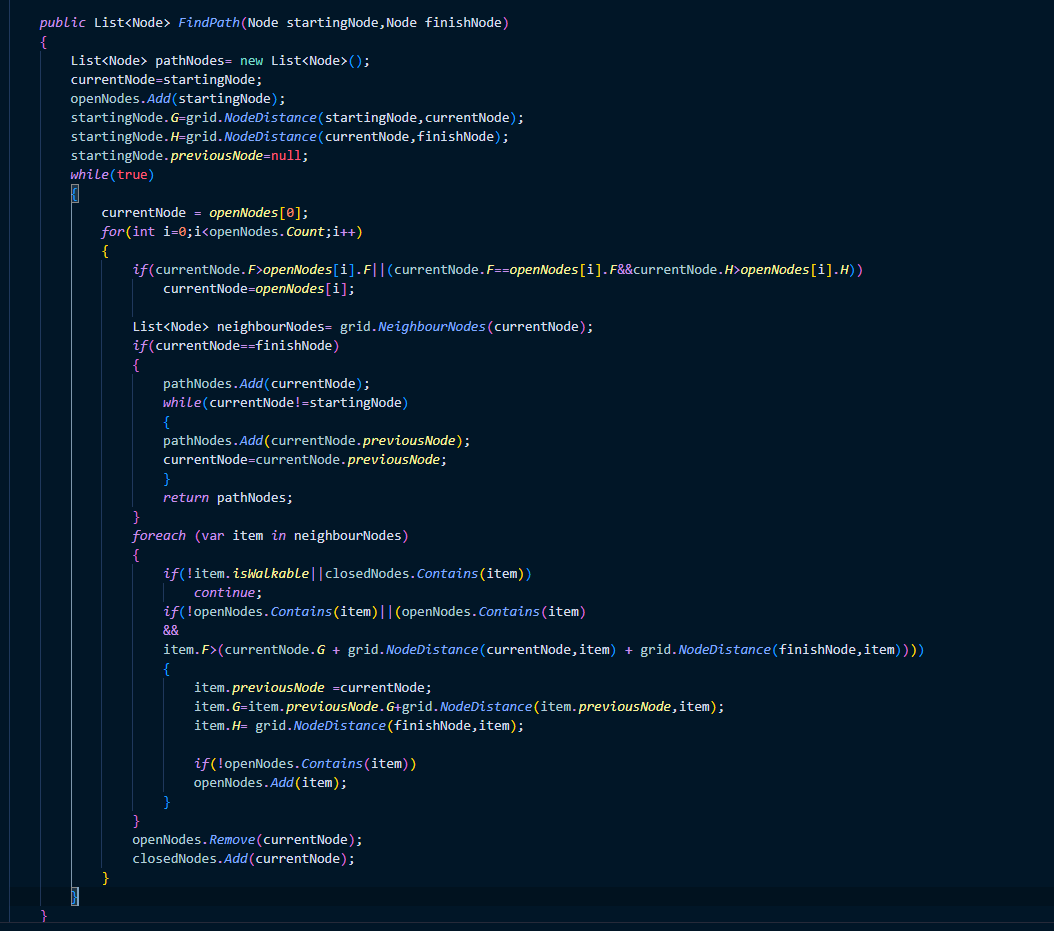 public List<Node> FindPath(Node startingNode,Node finishNode)
{
List<Node> pathNodes= new List<Node>();
currentNode=startingNode;
openNodes.Add(startingNode);
startingNode.G=grid.NodeDistance(startingNode,currentNode);
startingNode.H=grid.NodeDistance(currentNode,finishNode);
startingNode.previousNode=null;
while(true)
{
currentNode = openNodes[0];
for(int i=0;i<openNodes.Count;i++)
{
if(currentNode.F>openNodes[i].F||(currentNode.F==openNodes[i].F&&currentNode.H>openNodes[i].H))
currentNode=openNodes[i];
List<Node> neighbourNodes= grid.NeighbourNodes(currentNode);
if(currentNode==finishNode)
{
pathNodes.Add(currentNode);
while(currentNode!=startingNode)
{
pathNodes.Add(currentNode.previousNode);
currentNode=currentNode.previousNode;
}
return pathNodes;
}
foreach (var item in neighbourNodes)
{
if(!item.isWalkable||closedNodes.Contains(item))
continue;
if(!openNodes.Contains(item)||(openNodes.Contains(item)
&&
item.F>(currentNode.G + grid.NodeDistance(currentNode,item) + grid.NodeDistance(finishNode,item))))
{
item.previousNode =currentNode;
item.G=item.previousNode.G+grid.NodeDistance(item.previousNode,item);
item.H= grid.NodeDistance(finishNode,item);
if(!openNodes.Contains(item))
openNodes.Add(item);
}
}
openNodes.Remove(currentNode);
closedNodes.Add(currentNode);
}
}
}